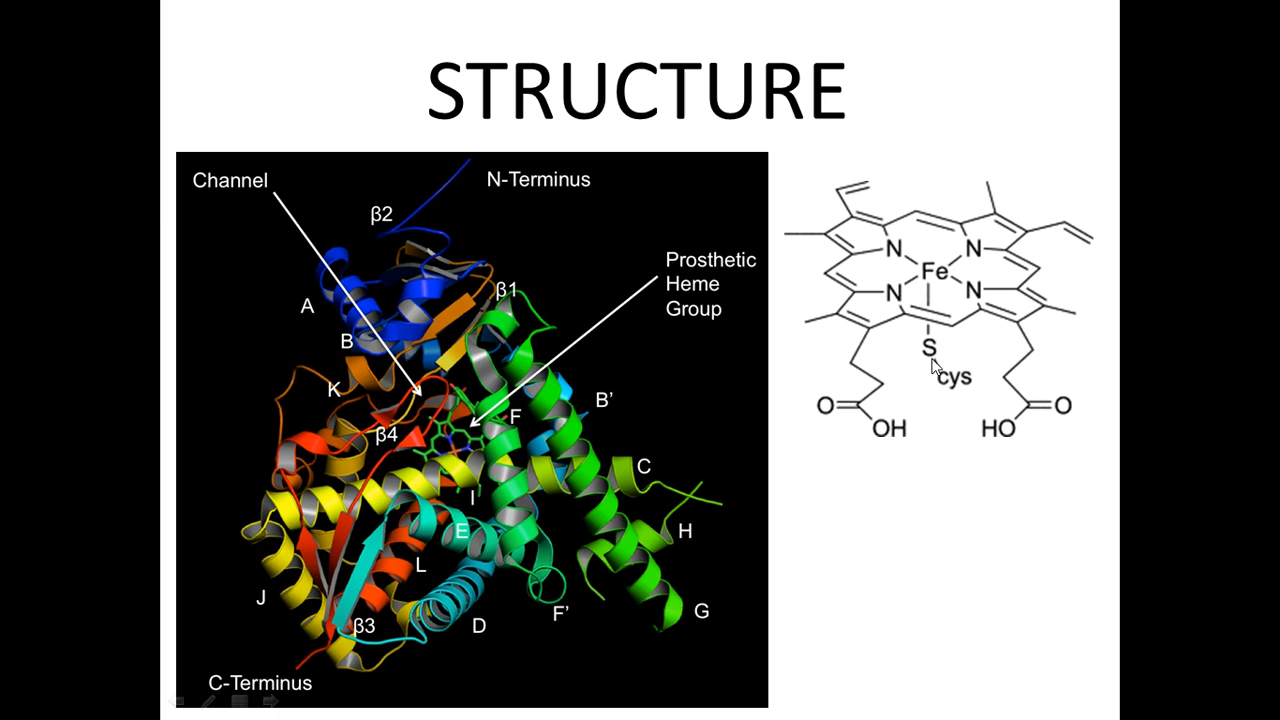 STRUCTURE
Channel
N-Terminus
β2
Prosthetic
Heme
Group
β1
A
B
K
B’
F
β4
C
I
E
H
L
J
F’
G
β3
D
C-Terminus
N
N
Fe
N
N
S
cys
O
OH
HO
O